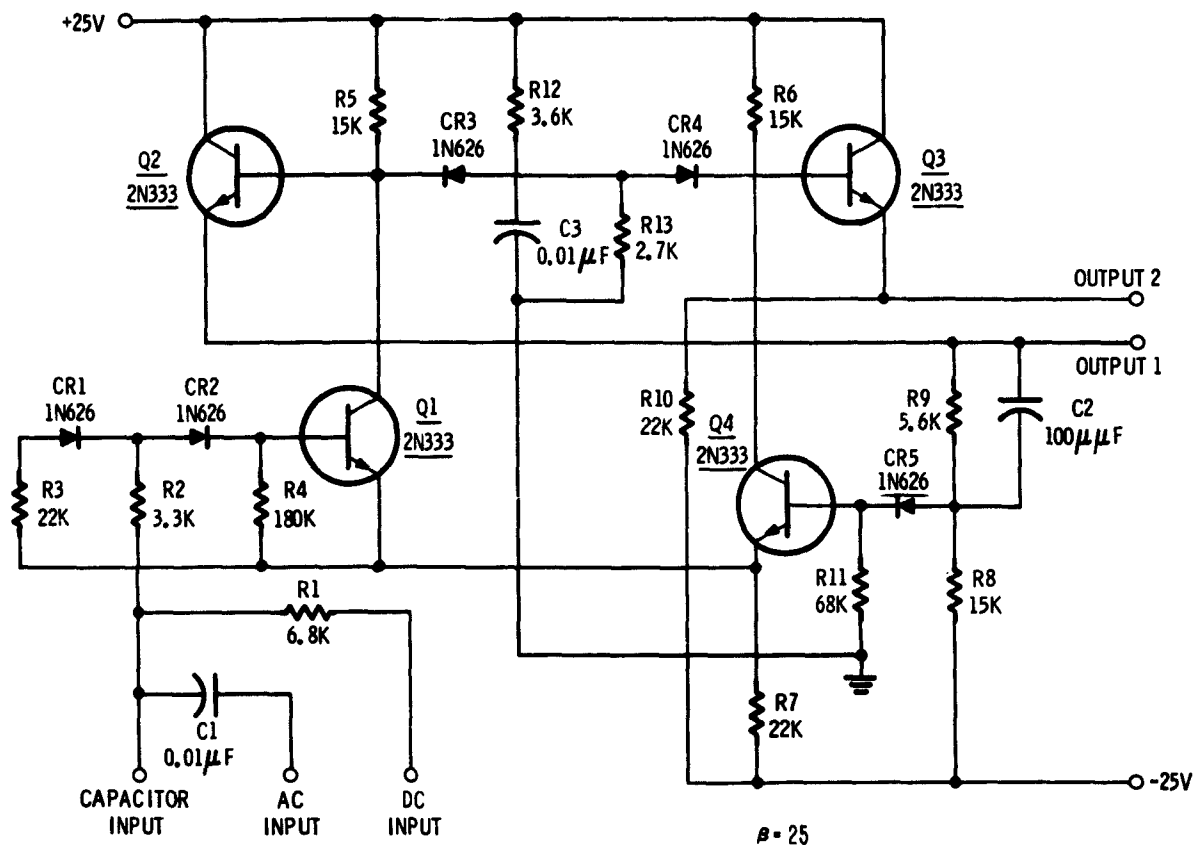 +25V
R5
15K
R12
3.6K
R6
15K
CR3
1N626
CR4
1N626
Q2
2N333
Q3
2N333
C3
0.01μF
R13
2.7K
OUTPUT 2
OUTPUT 1
CR1
1N626
CR2
1N626
Q1
2N333
R10
22K
Q4
2N333
R9
5.6K
C2
100μμF
CR5
1N626
R3
22K
R2
3.3K
R4
180K
R11
68K
R8
15K
R1
6.8K
C1
0.01μF
R7
22K
-25V
CAPACITOR
INPUT
AC
INPUT
DC
INPUT
β = 25